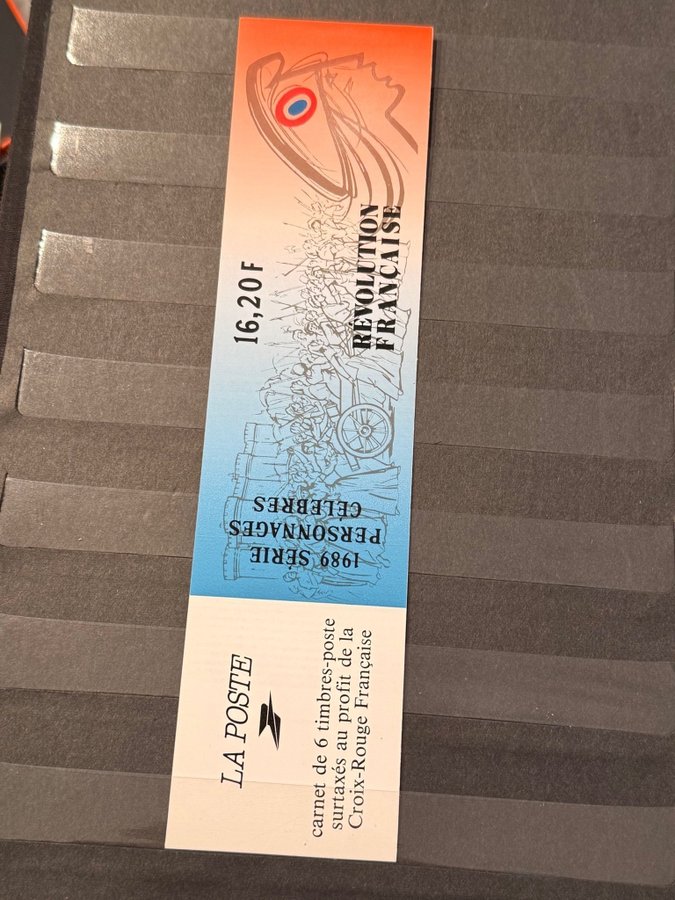 LA POSTE
carnet de 6 timbres-poste
surtaxés au profit de la
Croix-Rouge Française
1989 SÉRIE
PERSONNAGES
CÉLEBRES
16,20 F
RÉVOLUTION
FRANÇAISE